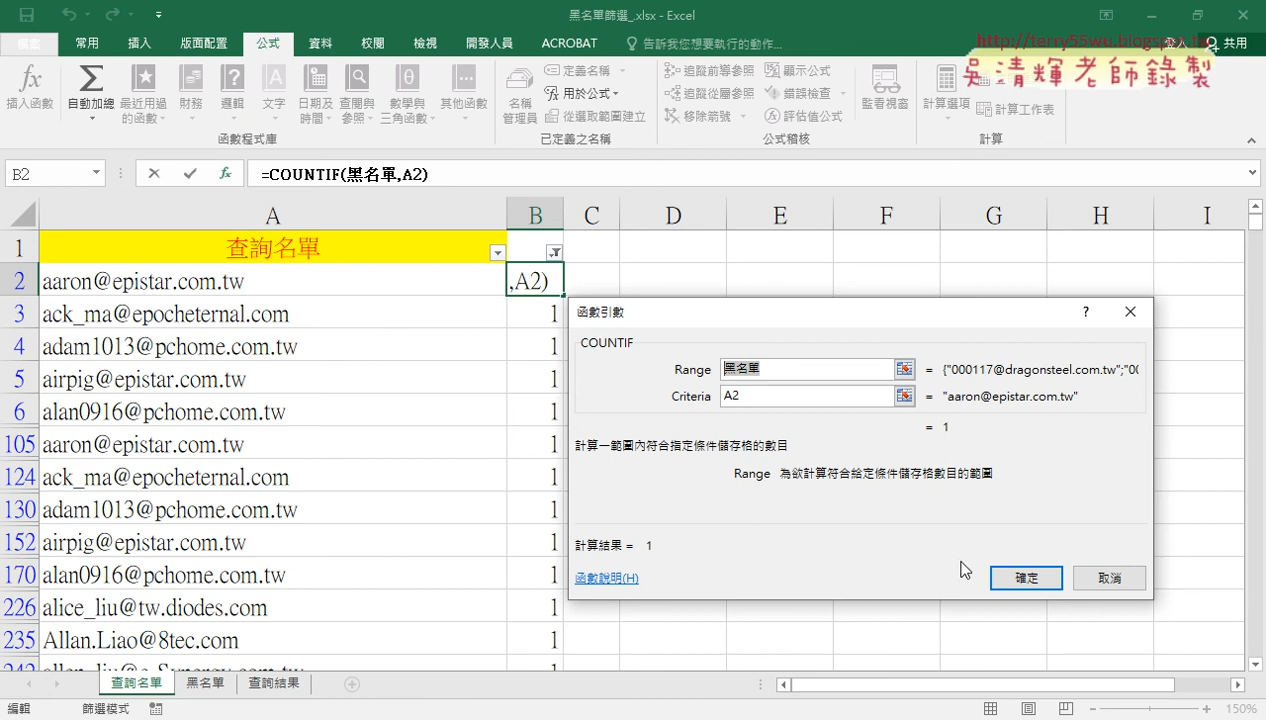 黑名單篩選_.xlsx - Excel
http://terry55wu.blogspot.tw
吳清輝老師錄製
檔案 常用 插入 版面配置 公式 資料 校閱 檢視 開發人員 ACROBAT 告訴我您想要執行的動作... 登入 共用
插入函數 自動加總 最近用過的函數 財務 邏輯 文字 日期及時間 查閱與參照 數學與三角函數 其他函數
函數程式庫
名稱管理員 定義名稱 用於公式 從選取範圍建立
已定義之名稱
追蹤前導參照 追蹤從屬參照 移除箭號 顯示公式 錯誤檢查 評估值公式
公式稽核
監看視窗 計算選項 計算工作表
計算
B2 fx =COUNTIF(黑名單,A2)
A B C D E F G H I
1 查詢名單
2 aaron@epistar.com.tw ,A2)
3 ack_ma@epocheternal.com 1
4 adam1013@pchome.com.tw 1
5 airpig@epistar.com.tw 1
6 alan0916@pchome.com.tw 1
105 aaron@epistar.com.tw 1
124 ack_ma@epocheternal.com 1
130 adam1013@pchome.com.tw 1
152 airpig@epistar.com.tw 1
170 alan0916@pchome.com.tw 1
226 alice_liu@tw.diodes.com 1
235 Allan.Liao@8tec.com 1
函數引數 ?
COUNTIF
Range 黑名單 = {"000117@dragonsteel.com.tw";"00
Criteria A2 = "aaron@epistar.com.tw"
= 1
計算一範圍內符合指定條件儲存格的數目
Range 為欲計算符合給定條件儲存格數目的範圍
計算結果 = 1
函數說明(H) 確定 取消
查詢名單 黑名單 查詢結果
編輯 篩選模式 150%